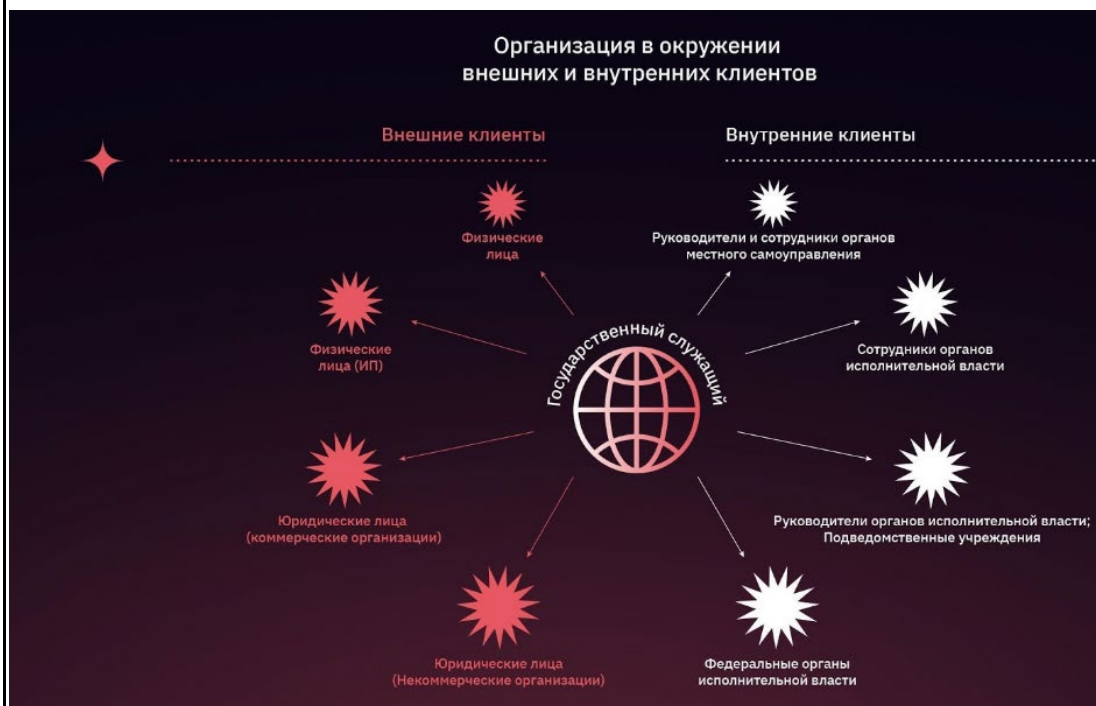 Организация в окружении
внешних и внутренних клиентов
Внешние клиенты
Внутренние клиенты
Физические
лица
Руководители и сотрудники органов
местного самоуправления
Физические
лица (ИП)
Государственный служащий
Сотрудники органов
исполнительной власти
Юридические лица
(коммерческие организации)
Руководители органов исполнительной власти;
Подведомственные учреждения
Юридические лица
(Некоммерческие организации)
Федеральные органы
исполнительной власти